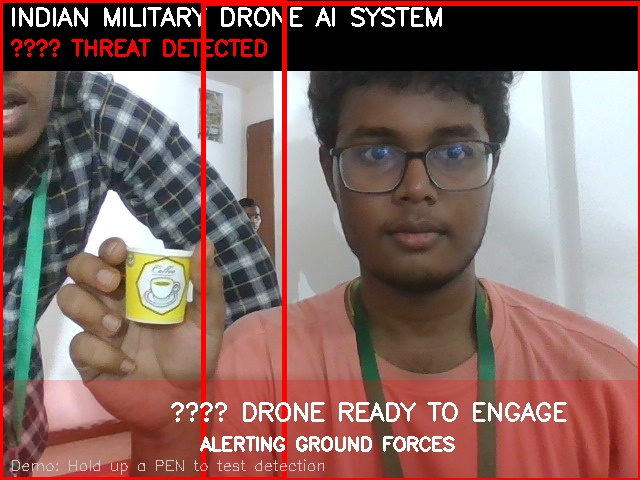 INDIAN MILITARY DRONE AI SYSTEM
???? THREAT DETECTED
Coffee
???? DRONE READY TO ENGAGE
ALERTING GROUND FORCES
Demo: Hold up a PEN to test detection